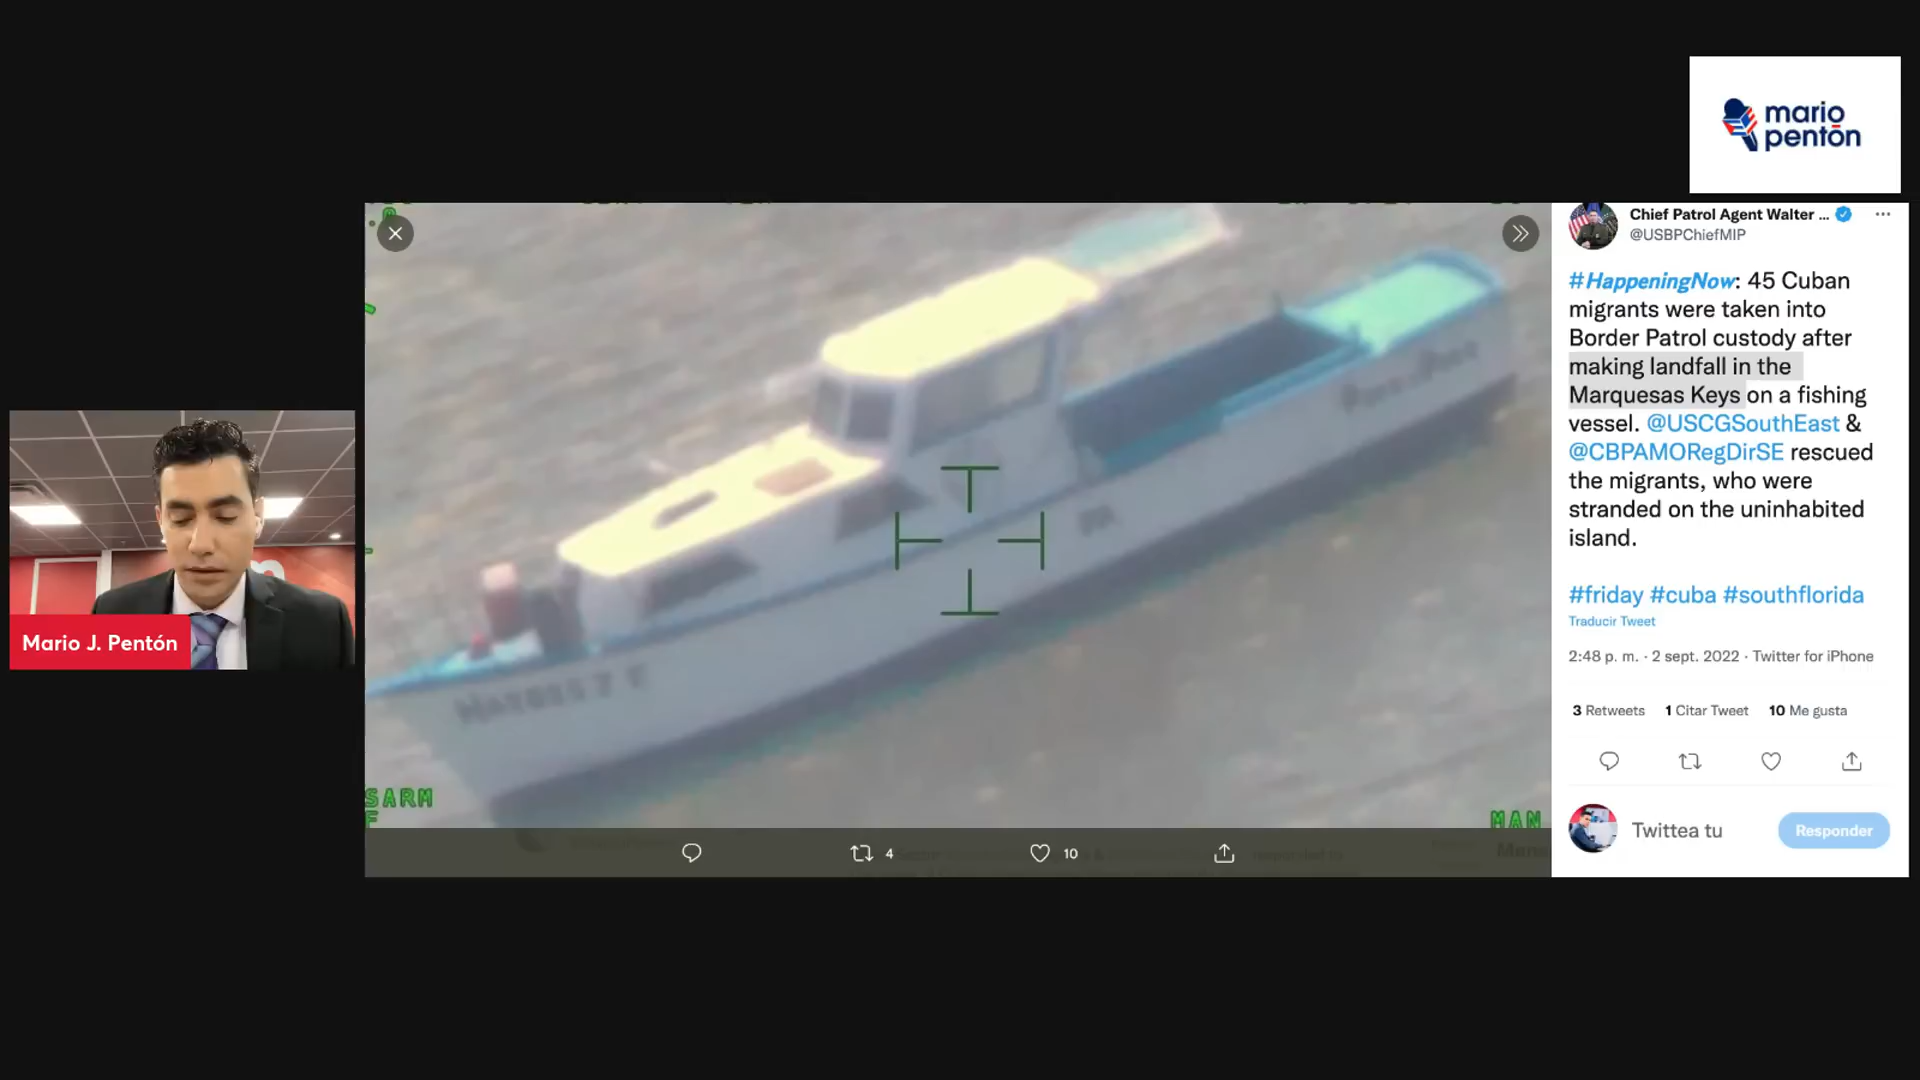 mario
pentón
Chief Patrol Agent Walter ...
@USBPChiefMIP
#HappeningNow: 45 Cuban
migrants were taken into
Border Patrol custody after
making landfall in the
Marquesas Keys on a fishing
vessel. @USCGSouthEast &
@CBPAMORegDirSE rescued
the migrants, who were
stranded on the uninhabited
island.
#friday #cuba #southflorida
Traducir Tweet
2:48 p. m. · 2 sept. 2022 · Twitter for iPhone
3 Retweets 1 Citar Tweet 10 Me gusta
Twittea tu
Responder
Mario J. Pentón
SARM
F
MAN
4
10